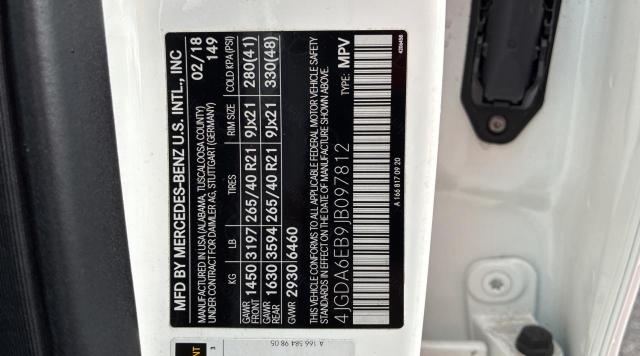 MFD BY MERCEDES-BENZ U.S. INTL., INC
MANUFACTURED IN USA (ALABAMA, TUSCALOOSA COUNTY) 02/18
UNDER CONTRACT FOR DAIMLER AG, STUTTGART (GERMANY) 149
KG LB TIRES RIM SIZE COLD KPA (PSI)
GAWR FRONT 1450 3197 265/40 R21 9Jx21 280(41)
GAWR REAR 1630 3594 265/40 R21 9Jx21 330(48)
GVWR 2930 6460
THIS VEHICLE CONFORMS TO ALL APPLICABLE FEDERAL MOTOR VEHICLE SAFETY
STANDARDS IN EFFECT ON THE DATE OF MANUFACTURE SHOWN ABOVE.
4JGDA6EB9JB097812 TYPE: MPV
A 166 817 09 20 4286458
A 166 584 98 05
3